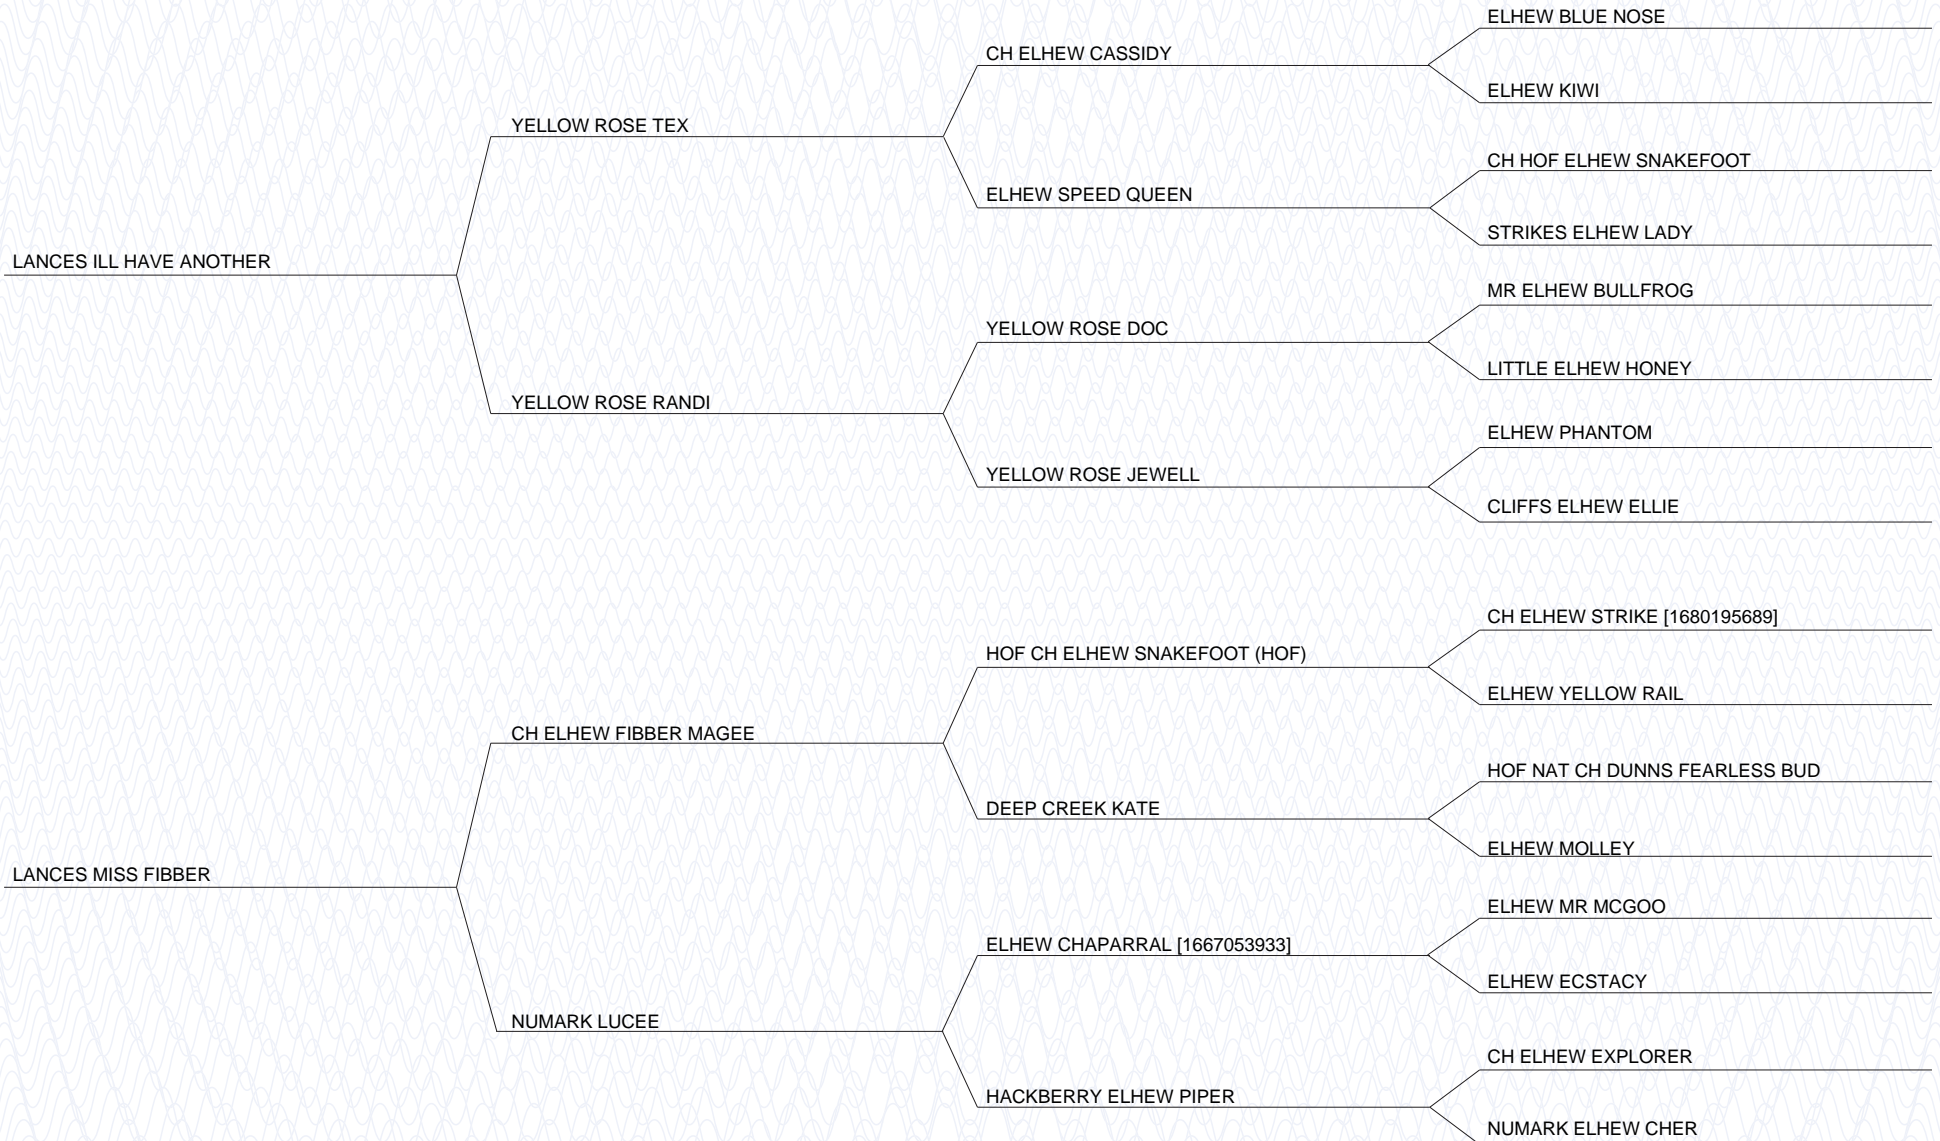 ELHEW BLUE NOSE
CH ELHEW CASSIDY
ELHEW KIWI
YELLOW ROSE TEX
CH HOF ELHEW SNAKEFOOT
ELHEW SPEED QUEEN
STRIKES ELHEW LADY
LANCES ILL HAVE ANOTHER
MR ELHEW BULLFROG
YELLOW ROSE DOC
LITTLE ELHEW HONEY
YELLOW ROSE RANDI
ELHEW PHANTOM
YELLOW ROSE JEWELL
CLIFFS ELHEW ELLIE
CH ELHEW STRIKE [1680195689]
HOF CH ELHEW SNAKEFOOT (HOF)
ELHEW YELLOW RAIL
CH ELHEW FIBBER MAGEE
HOF NAT CH DUNNS FEARLESS BUD
DEEP CREEK KATE
ELHEW MOLLEY
LANCES MISS FIBBER
ELHEW MR MCGOO
ELHEW CHAPARRAL [1667053933]
ELHEW ECSTACY
NUMARK LUCEE
CH ELHEW EXPLORER
HACKBERRY ELHEW PIPER
NUMARK ELHEW CHER